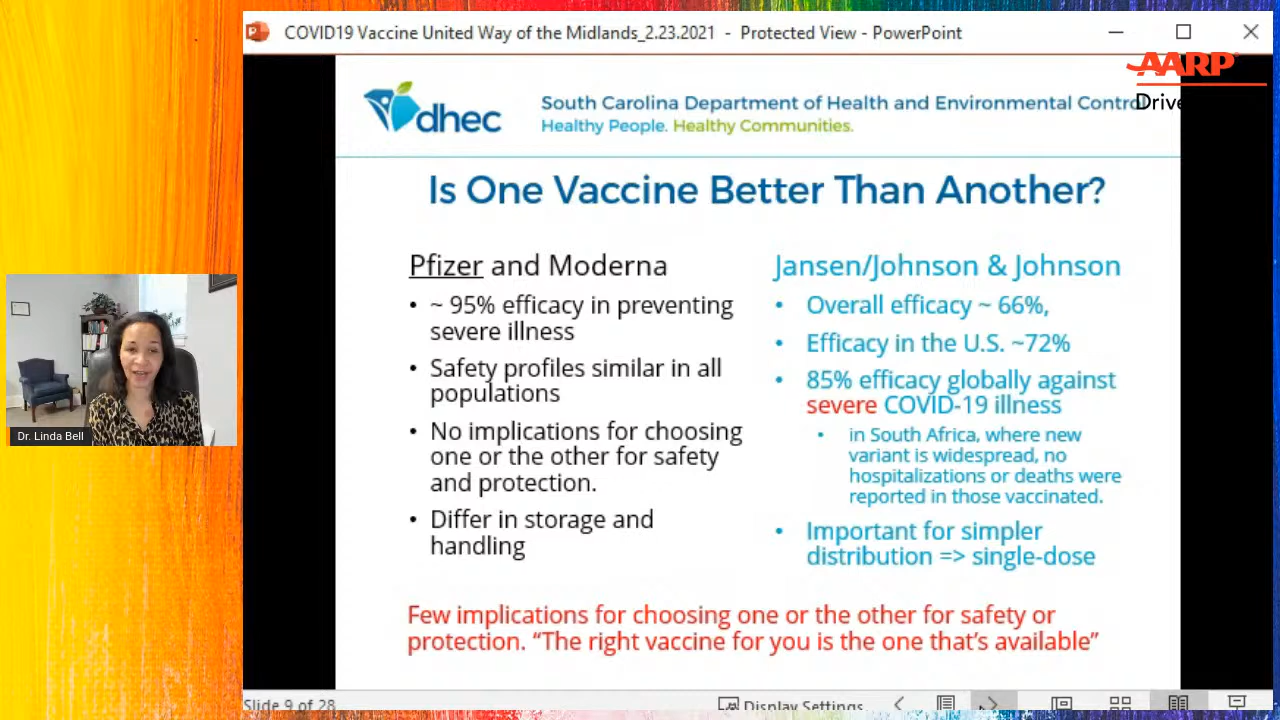 COVID19 Vaccine United Way of the Midlands_2.23.2021 - Protected View - PowerPoint
AARP
Drive
dhec
South Carolina Department of Health and Environmental Control
Healthy People. Healthy Communities.
Is One Vaccine Better Than Another?
Pfizer and Moderna
• ~ 95% efficacy in preventing
severe illness
• Safety profiles similar in all
populations
• No implications for choosing
one or the other for safety
and protection.
• Differ in storage and
handling
Jansen/Johnson & Johnson
• Overall efficacy ~ 66%,
• Efficacy in the U.S. ~72%
• 85% efficacy globally against
severe COVID-19 illness
• in South Africa, where new
variant is widespread, no
hospitalizations or deaths were
reported in those vaccinated.
• Important for simpler
distribution => single-dose
Few implications for choosing one or the other for safety or
protection. “The right vaccine for you is the one that’s available”
Dr. Linda Bell
Slide 9 of 28
Display Settings